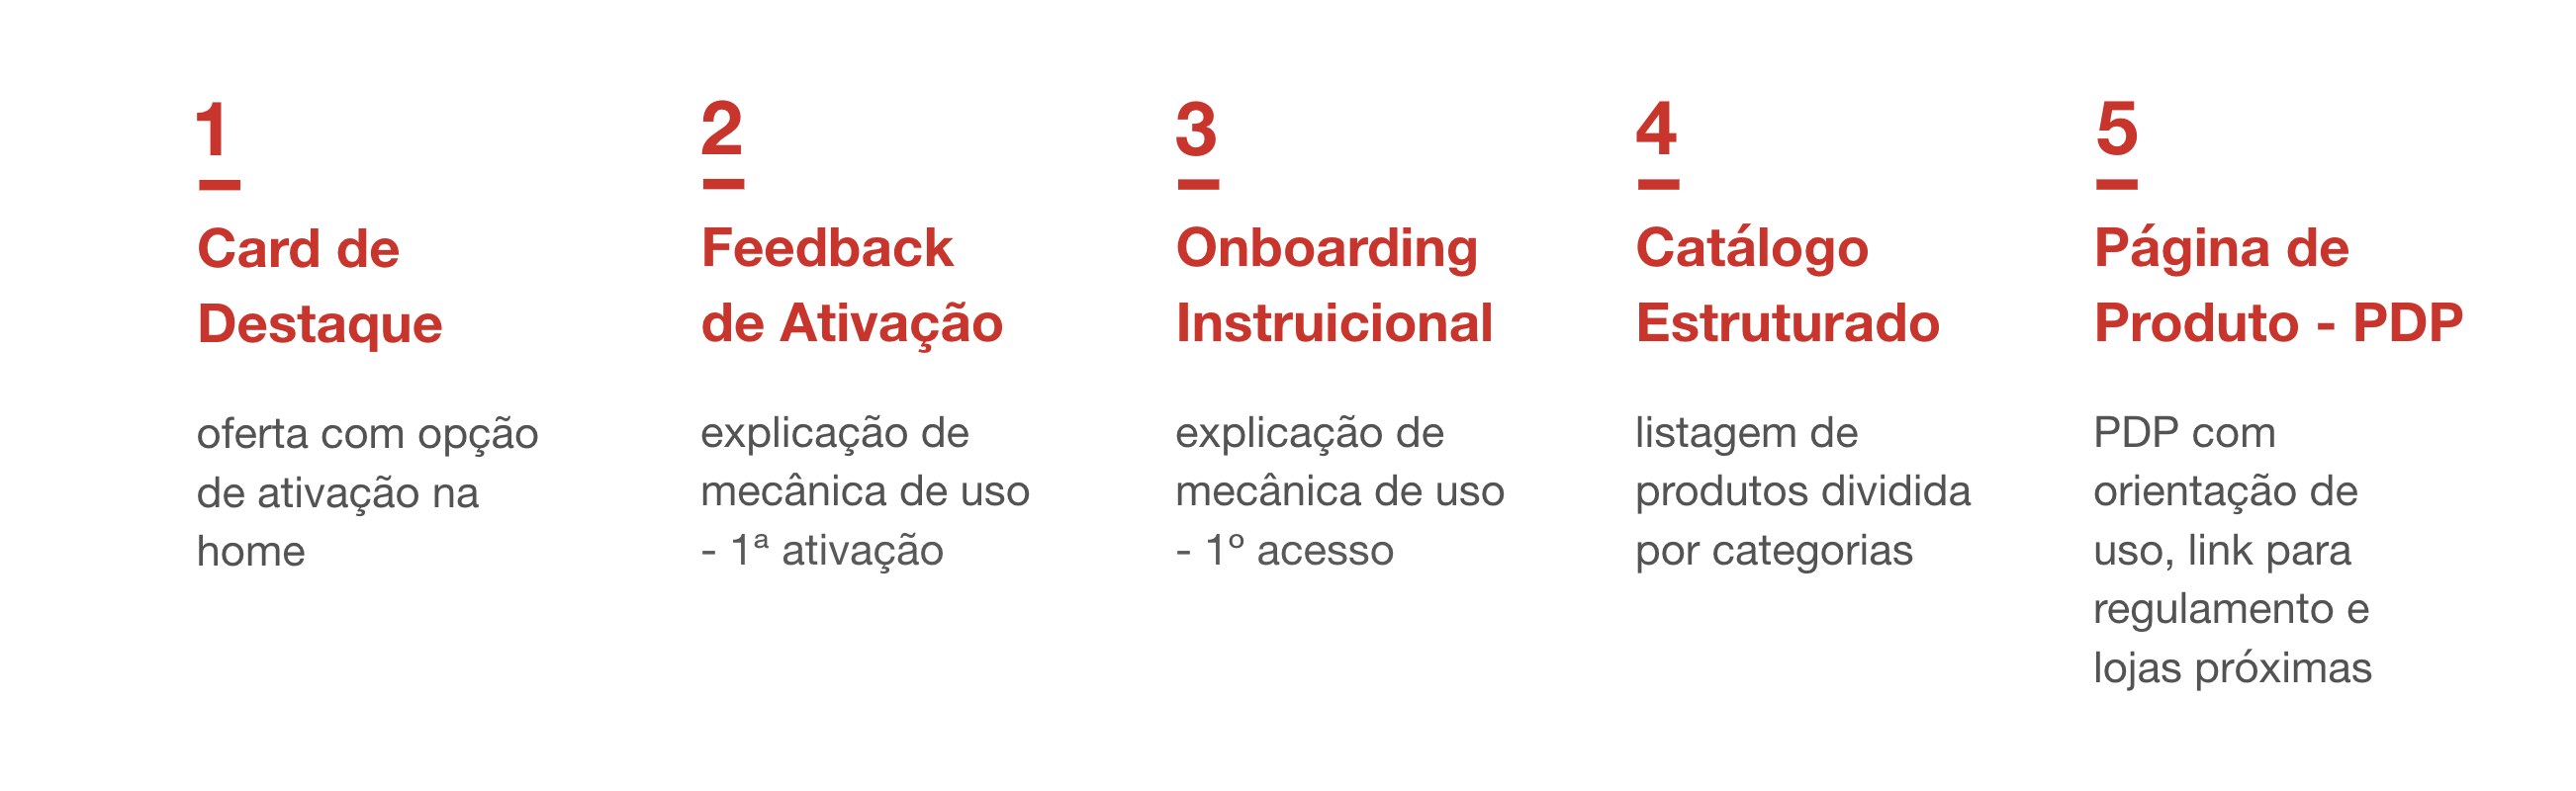 1
Card de
Destaque
oferta com opção
de ativação na
home
2
Feedback
de Ativação
explicação de
mecânica de uso
- 1ª ativação
3
Onboarding
Instruicional
explicação de
mecânica de uso
- 1º acesso
4
Catálogo
Estruturado
listagem de
produtos dividida
por categorias
5
Página de
Produto - PDP
PDP com
orientação de
uso, link para
regulamento e
lojas próximas